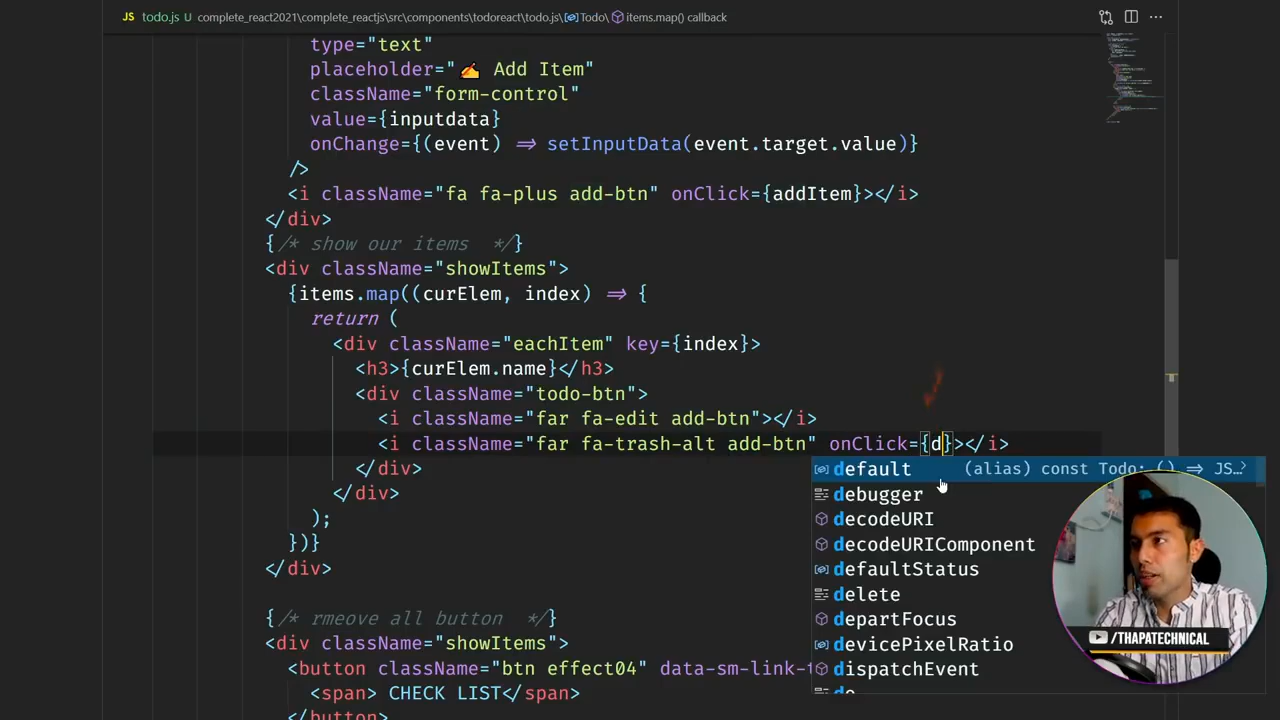 JS todo.js U complete_react2021\complete_reactjs\src\components\todoreact\todo.js\Todo\items.map() callback
type="text"
placeholder="✍ Add Item"
className="form-control"
value={inputdata}
onChange={(event) => setInputData(event.target.value)}
/>
<i className="fa fa-plus add-btn" onClick={addItem}></i>
</div>
{/* show our items  */}
<div className="showItems">
{items.map((curElem, index) => {
return (
<div className="eachItem" key={index}>
<h3>{curElem.name}</h3>
<div className="todo-btn">
<i className="far fa-edit add-btn"></i>
<i className="far fa-trash-alt add-btn" onClick={d}></i>
</div>
</div>
);
})}
</div>
{/* rmeove all button  */}
<div className="showItems">
<button className="btn effect04" data-sm-link-
<span> CHECK LIST</span>
</button>
default (alias) const Todo: () => JS…
debugger
decodeURI
decodeURIComponent
defaultStatus
delete
departFocus
devicePixelRatio
dispatchEvent
/THAPATECHNICAL